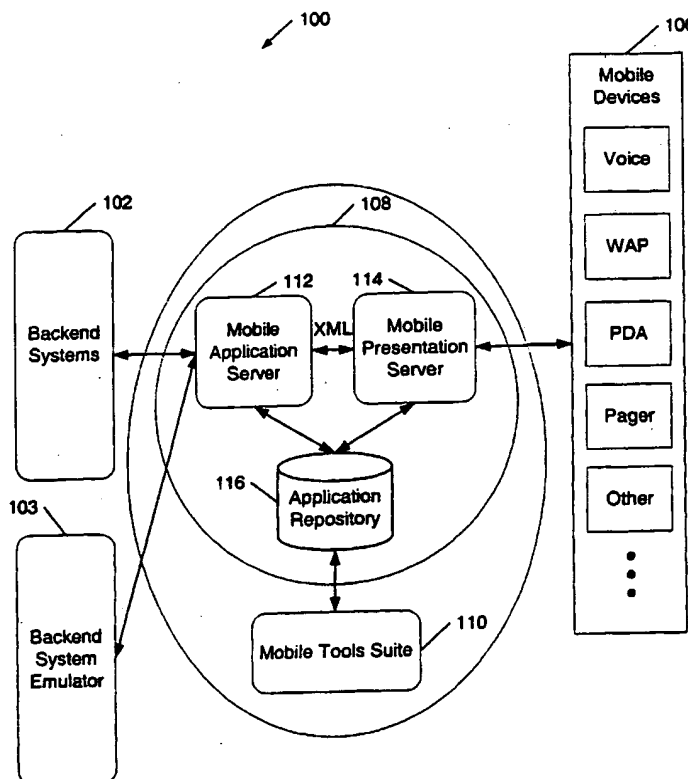 100
106
Mobile
Devices
Voice
102
108
WAP
112
114
Backend
Systems
Mobile
Application
Server
XML
Mobile
Presentation
Server
PDA
Pager
116
Application
Repository
Other
103
Backend
System
Emulator
Mobile Tools Suite
110